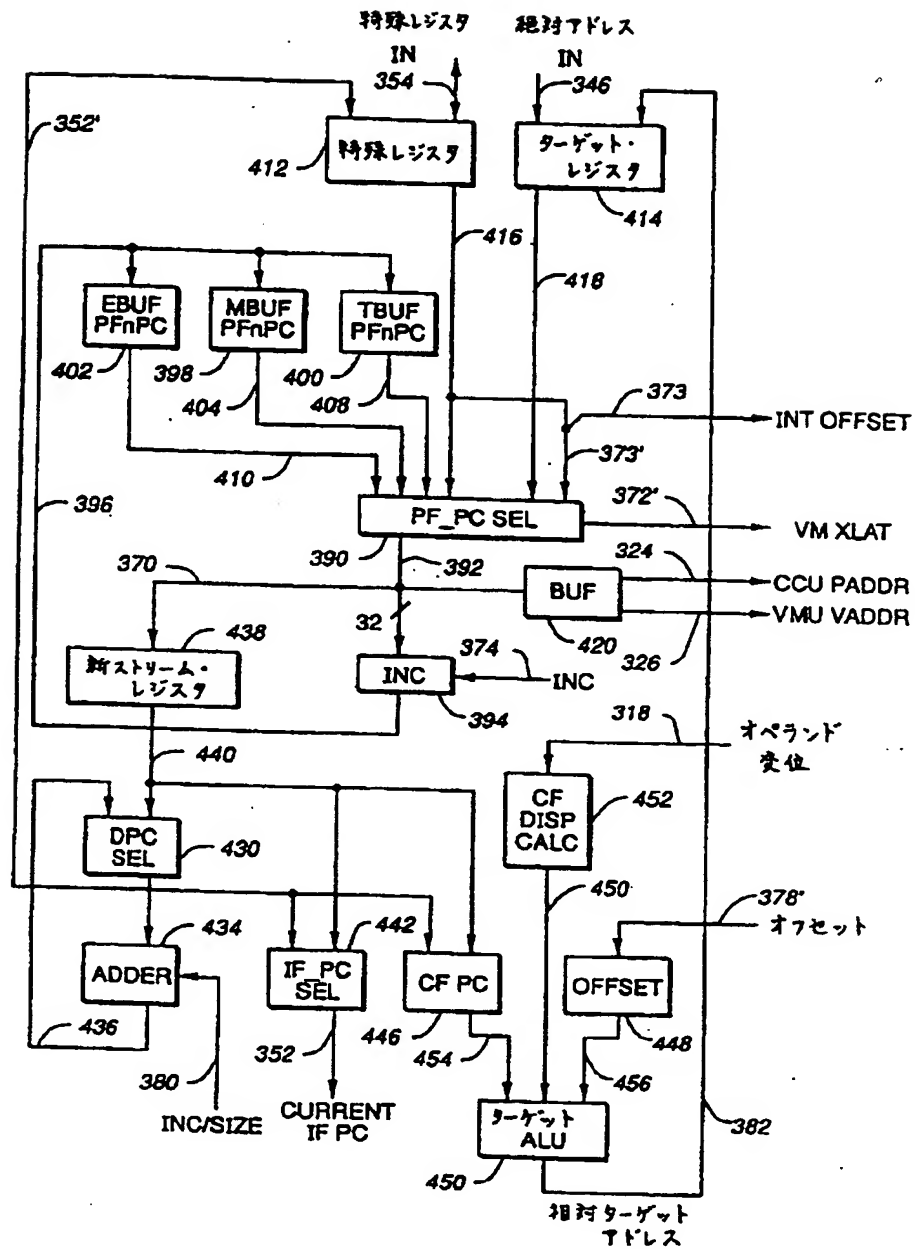 特殊レジスタ
IN
354
絶対アドレス
IN
346
352'
特殊レジスタ
412
ターゲット・
レジスタ
414
416
418
EBUF
PFnPC
402
MBUF
PFnPC
398
TBUF
PFnPC
400
404
408
410
373
INT OFFSET
373'
396
PF_PC SEL
390
372'
VM XLAT
392
370
324
CCU PADDR
BUF
420
VMU VADDR
326
32
438
新ストリーム・
レジスタ
374
INC
INC
394
440
318
オペランド
変位
CF
DISP
CALC
452
DPC
SEL
430
450
378'
オフセット
434
ADDER
442
IF_PC
SEL
CF PC
OFFSET
436
352
446
454
448
456
380
INC/SIZE
CURRENT
IF PC
ターゲット
ALU
450
382
相対ターゲット
アドレス